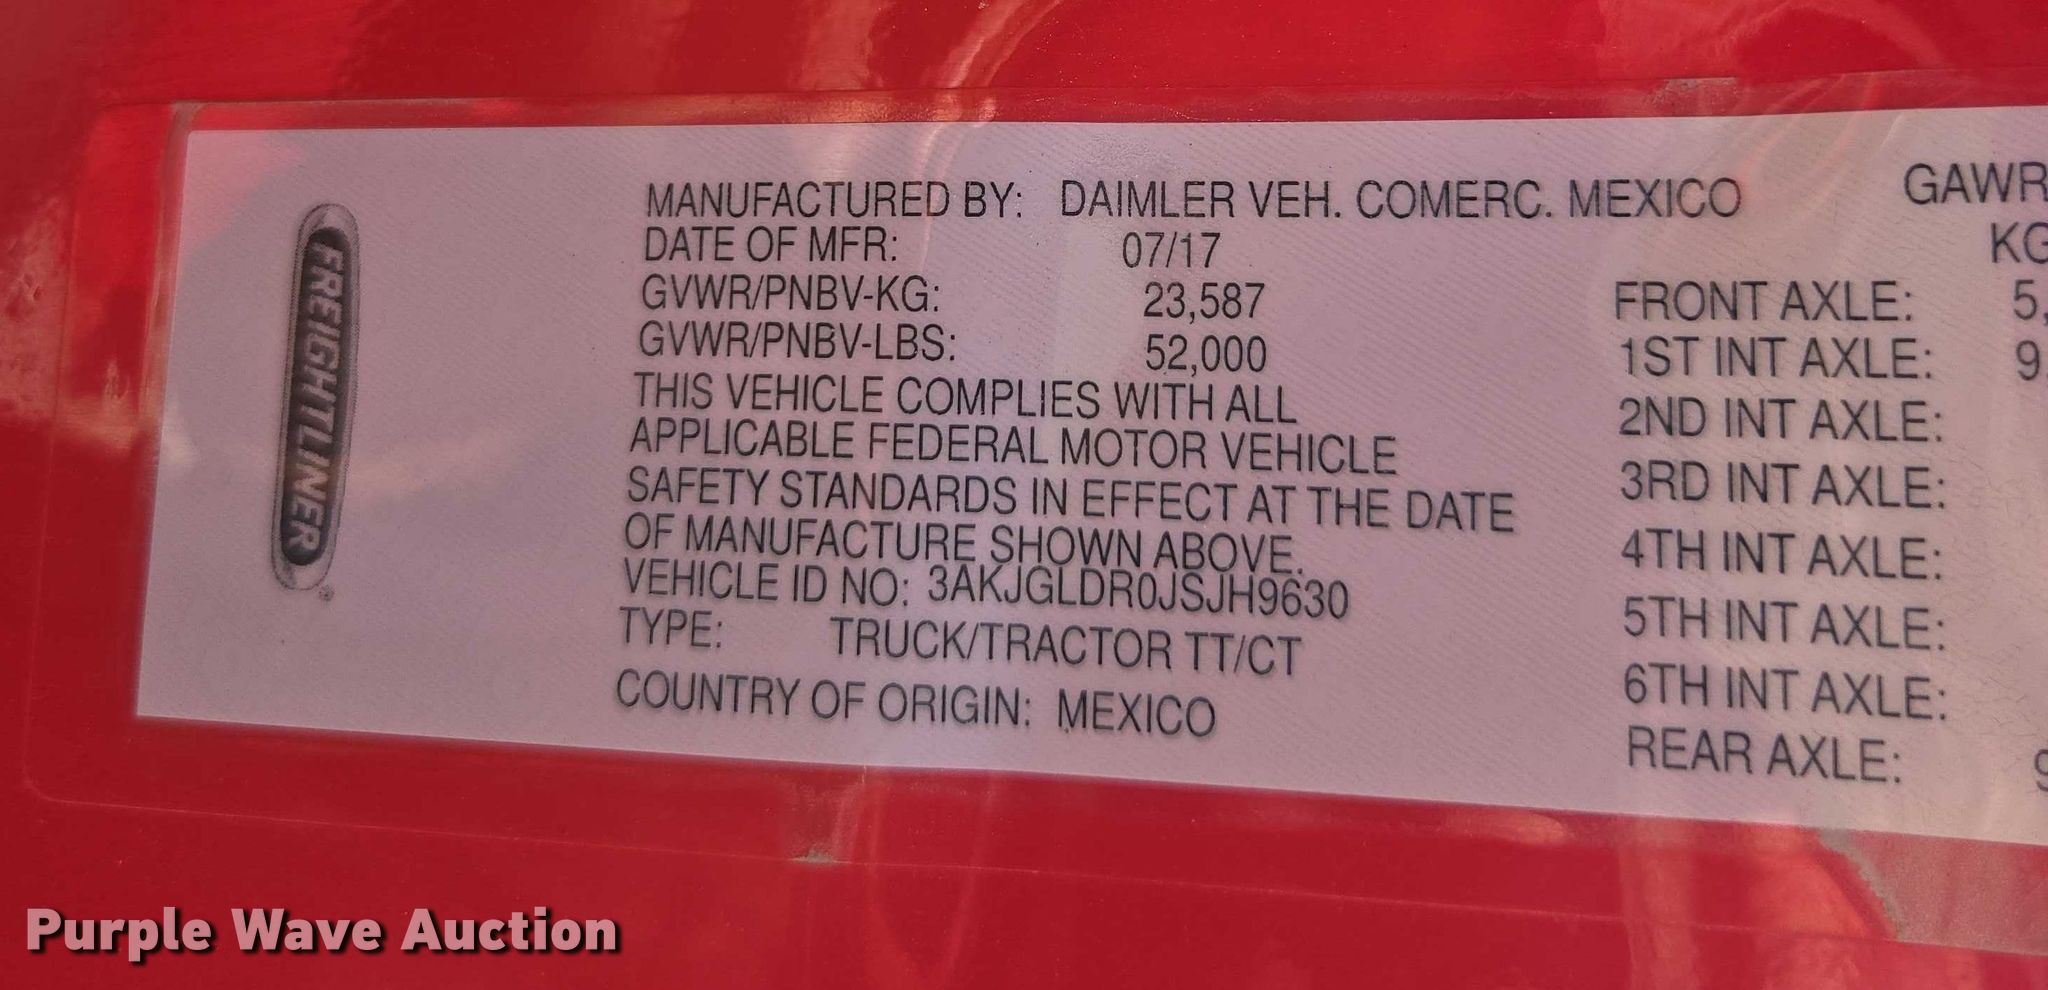 FREIGHTLINER
MANUFACTURED BY: DAIMLER VEH. COMERC. MEXICO
DATE OF MFR: 07/17
GVWR/PNBV-KG: 23,587
GVWR/PNBV-LBS: 52,000
THIS VEHICLE COMPLIES WITH ALL
APPLICABLE FEDERAL MOTOR VEHICLE
SAFETY STANDARDS IN EFFECT AT THE DATE
OF MANUFACTURE SHOWN ABOVE.
VEHICLE ID NO: 3AKJGLDR0JSJH9630
TYPE: TRUCK/TRACTOR TT/CT
COUNTRY OF ORIGIN: MEXICO
GAWR
KG
FRONT AXLE: 5,
1ST INT AXLE: 9
2ND INT AXLE:
3RD INT AXLE:
4TH INT AXLE:
5TH INT AXLE:
6TH INT AXLE:
REAR AXLE: 9
Purple Wave Auction